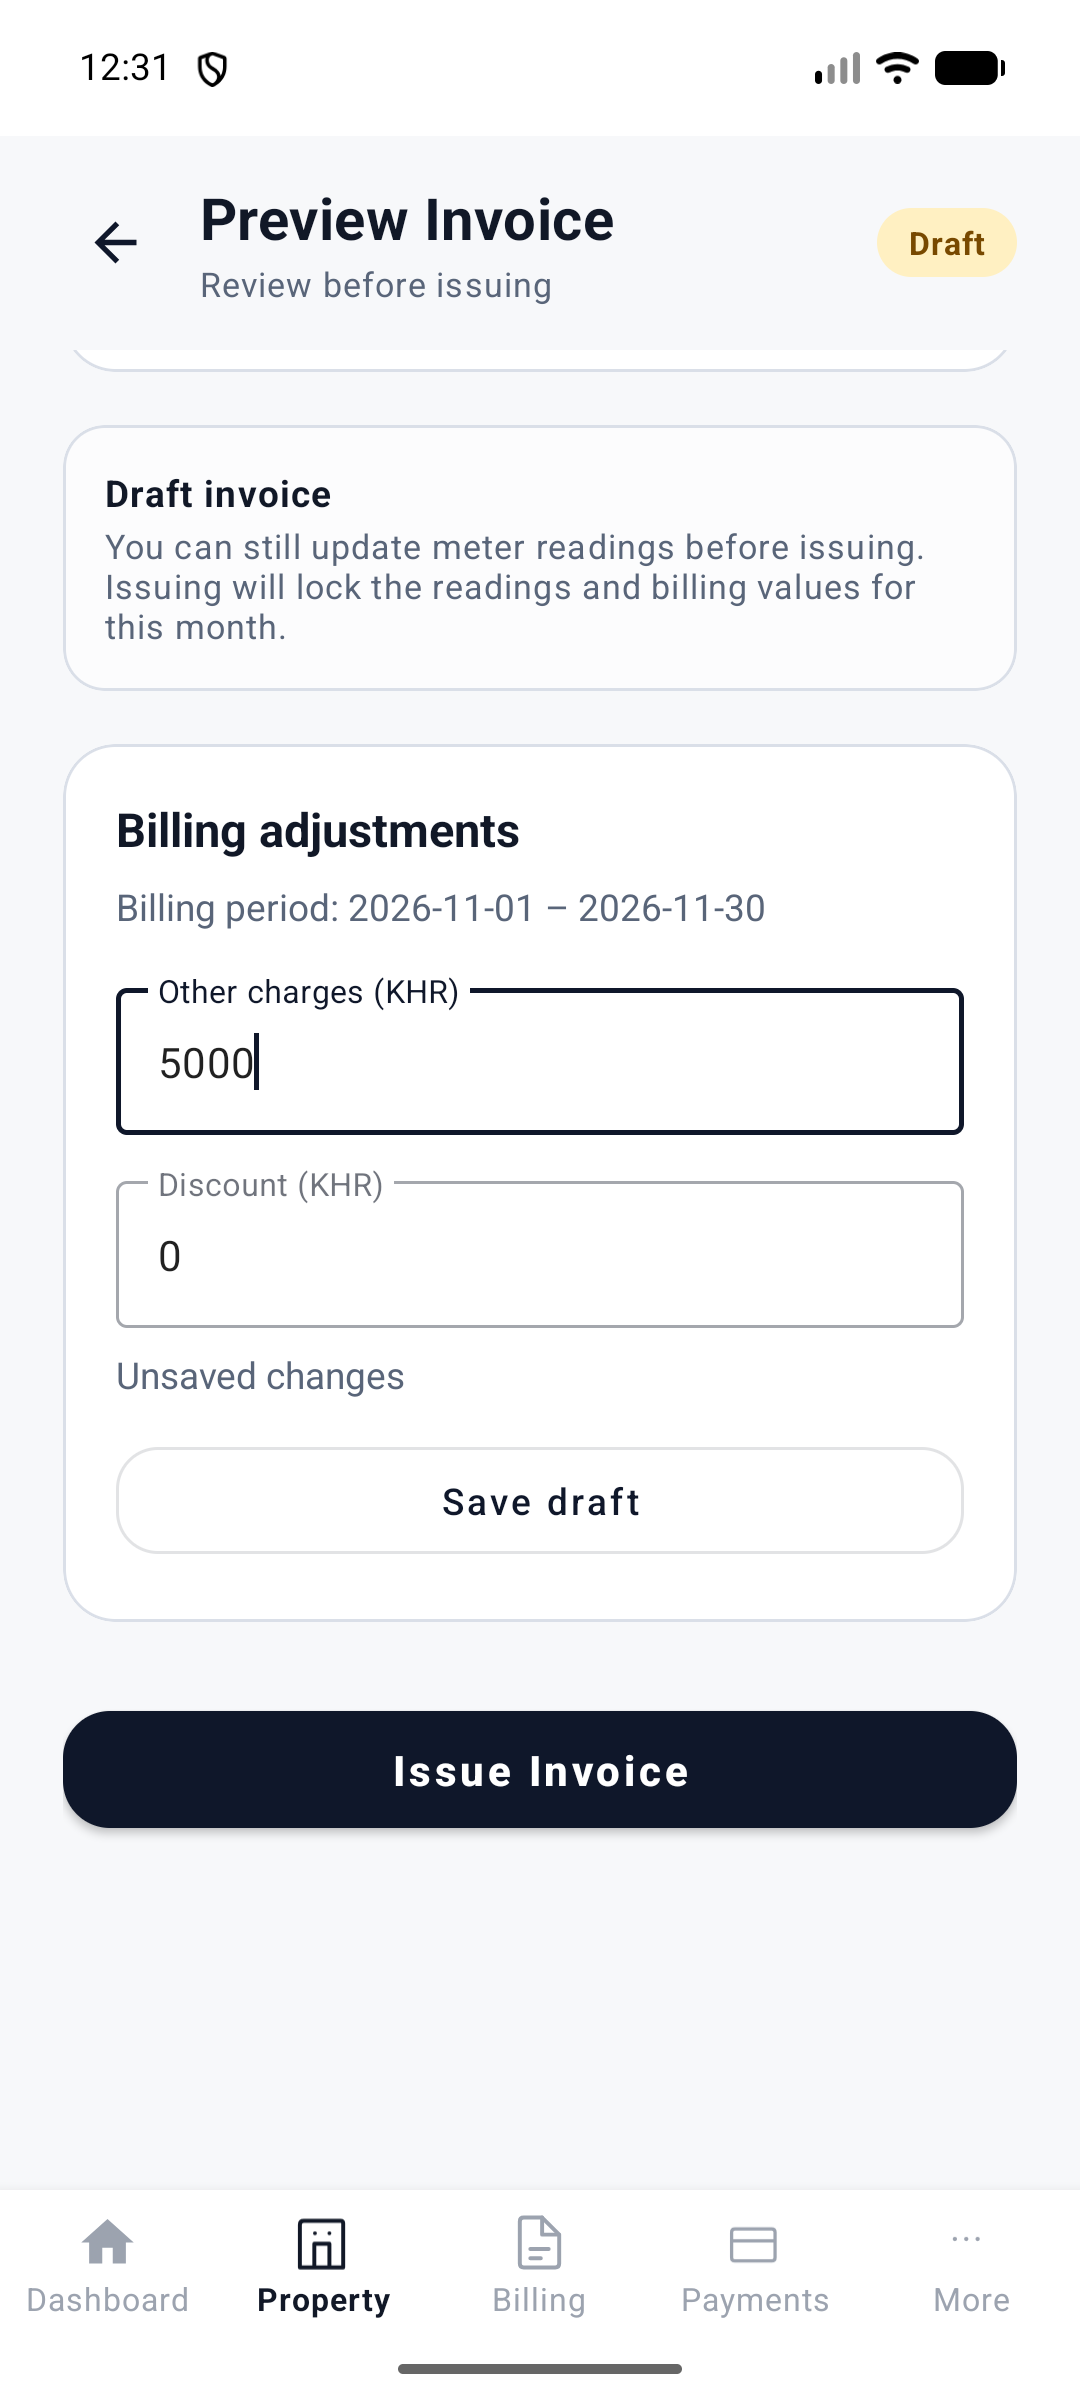 12:31
Preview Invoice
Review before issuing
Draft
Draft invoice
You can still update meter readings before issuing.
Issuing will lock the readings and billing values for
this month.
Billing adjustments
Billing period: 2026-11-01 – 2026-11-30
Other charges (KHR)
5000
Discount (KHR)
0
Unsaved changes
Save draft
Issue Invoice
Dashboard
Property
Billing
Payments
More